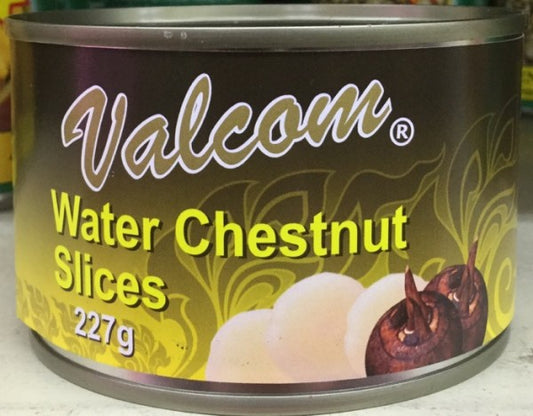 Valcom®
Water Chestnut
Slices
227g